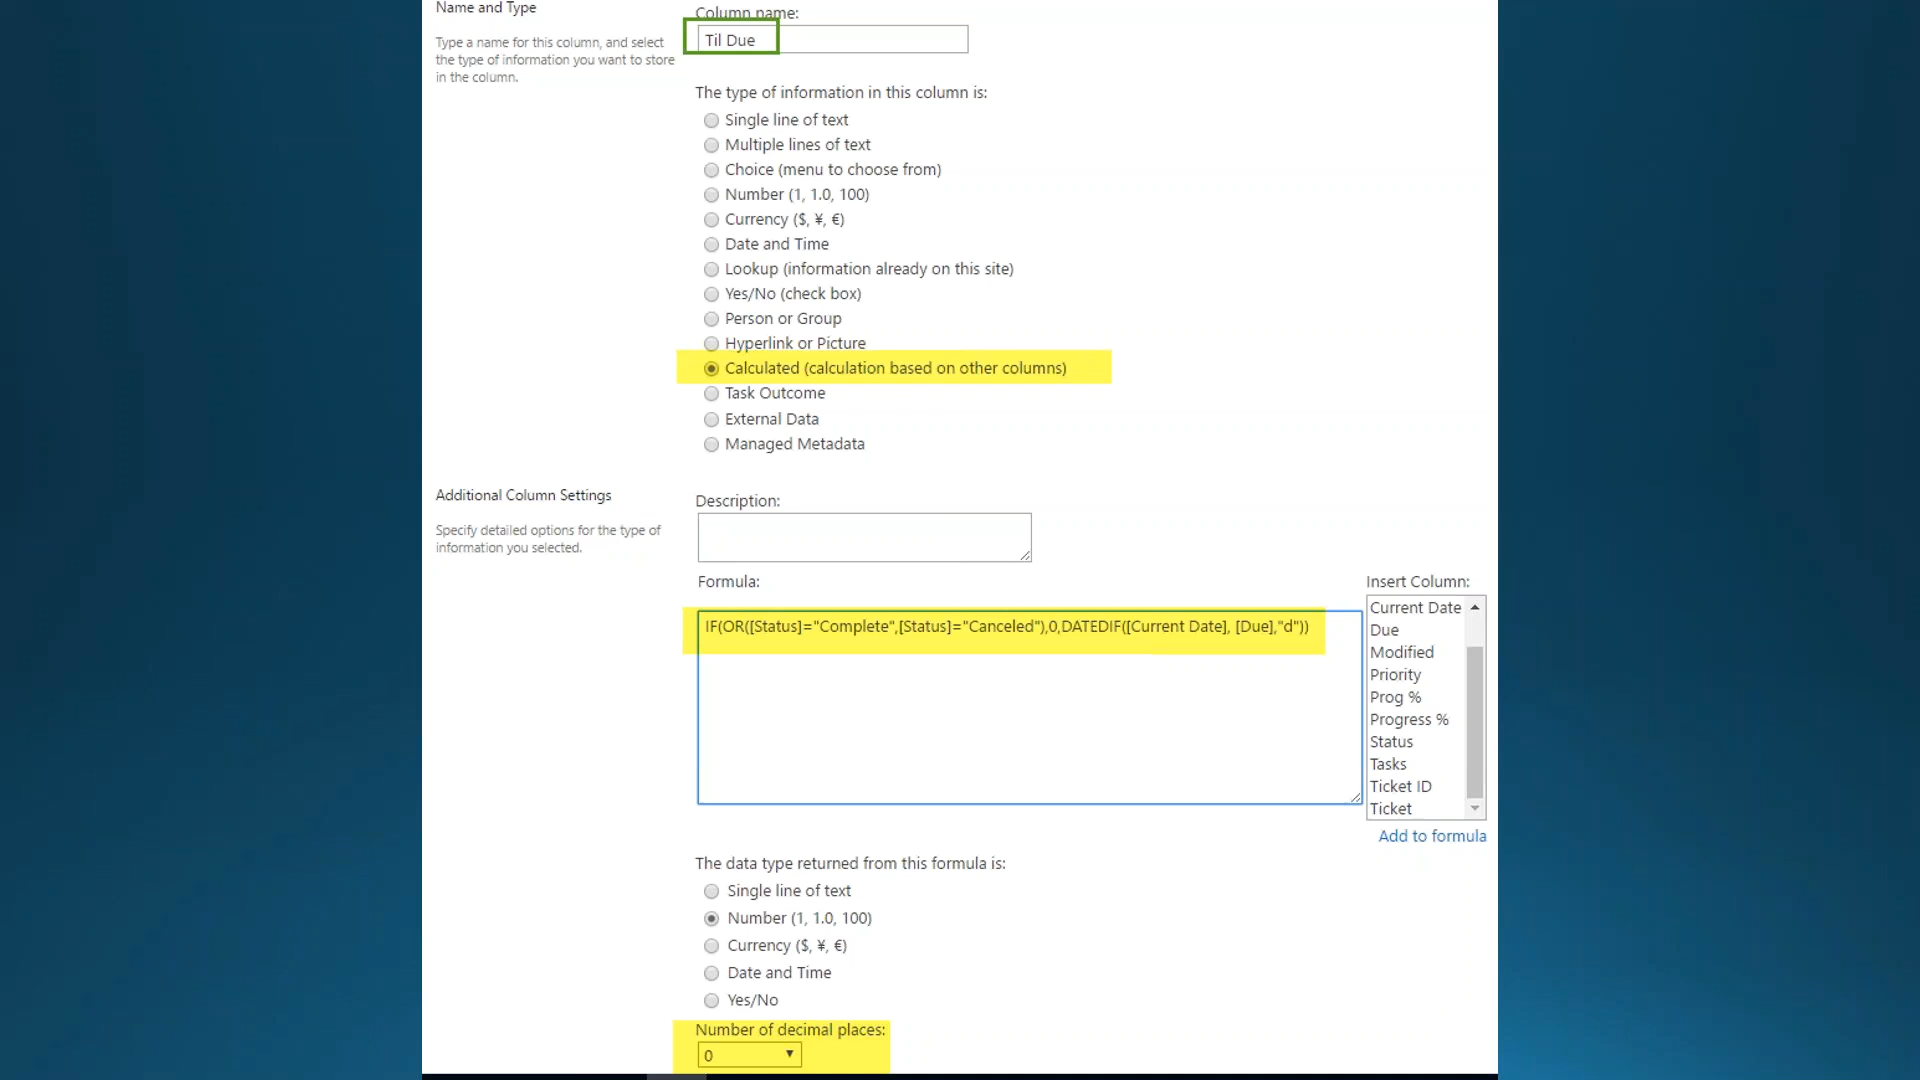 Name and Type
Type a name for this column, and select
the type of information you want to store
in the column.
Column name:
Til Due
The type of information in this column is:
Single line of text
Multiple lines of text
Choice (menu to choose from)
Number (1, 1.0, 100)
Currency ($, ¥, €)
Date and Time
Lookup (information already on this site)
Yes/No (check box)
Person or Group
Hyperlink or Picture
Calculated (calculation based on other columns)
Task Outcome
External Data
Managed Metadata
Additional Column Settings
Specify detailed options for the type of
information you selected.
Description:
Formula:
IF(OR([Status]="Complete",[Status]="Canceled"),0,DATEDIF([Current Date], [Due],"d"))
Insert Column:
Current Date
Due
Modified
Priority
Prog %
Progress %
Status
Tasks
Ticket ID
Ticket
Add to formula
The data type returned from this formula is:
Single line of text
Number (1, 1.0, 100)
Currency ($, ¥, €)
Date and Time
Yes/No
Number of decimal places:
0